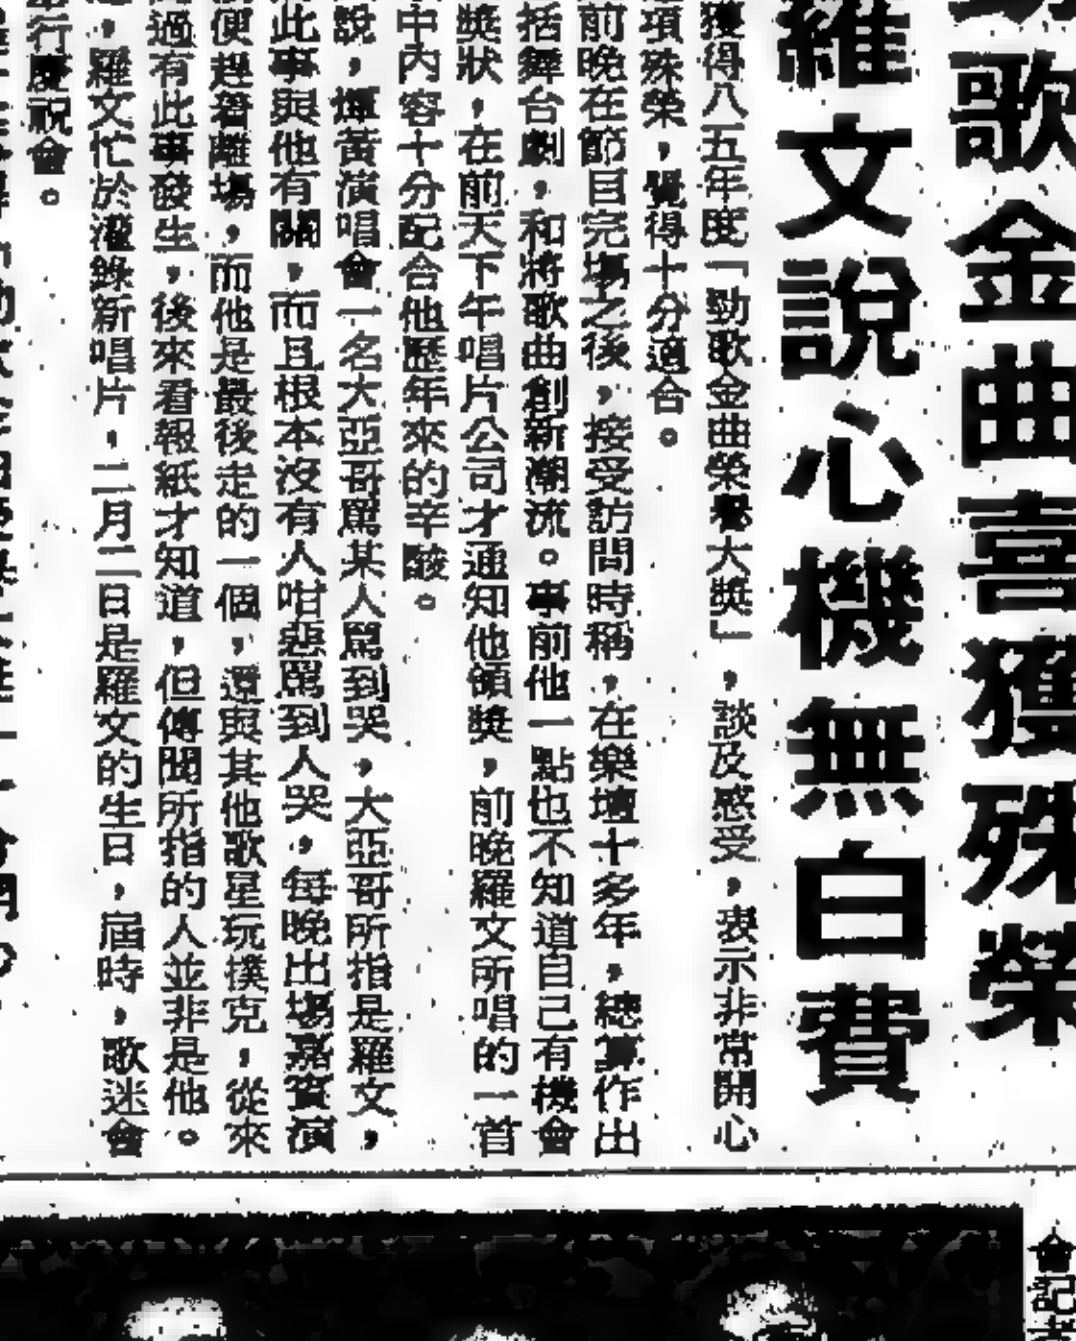 歌金曲喜獲殊榮
羅文說心機無白費
獲得八五年度「勁歌金曲榮譽大獎」，談及感受，表示非常開心
項殊榮，覺得十分適合。
前晚在節目完場之後，接受訪問時稱，在樂壇十多年，總算作出
括舞台劇，和將歌曲創新潮流。事前他一點也不知道自己有機會
獎狀，在前天下午唱片公司才通知他領獎，前晚羅文所唱的一首
中內容十分配合他歷年來的辛酸。
說，輝黃演唱會一名大亞哥罵某人罵到哭，大亞哥所指是羅文，
此事與他有關，而且根本沒有人咁惡罵到人哭，每晚出場嘉賓演
便趕着離場，而他是最後走的一個，還與其他歌星玩撲克，從來
過有此事發生，後來看報紙才知道，但傳聞所指的人並非是他。
，羅文忙於灌錄新唱片，二月二日是羅文的生日，屆時，歌迷會
行慶祝會。
會記